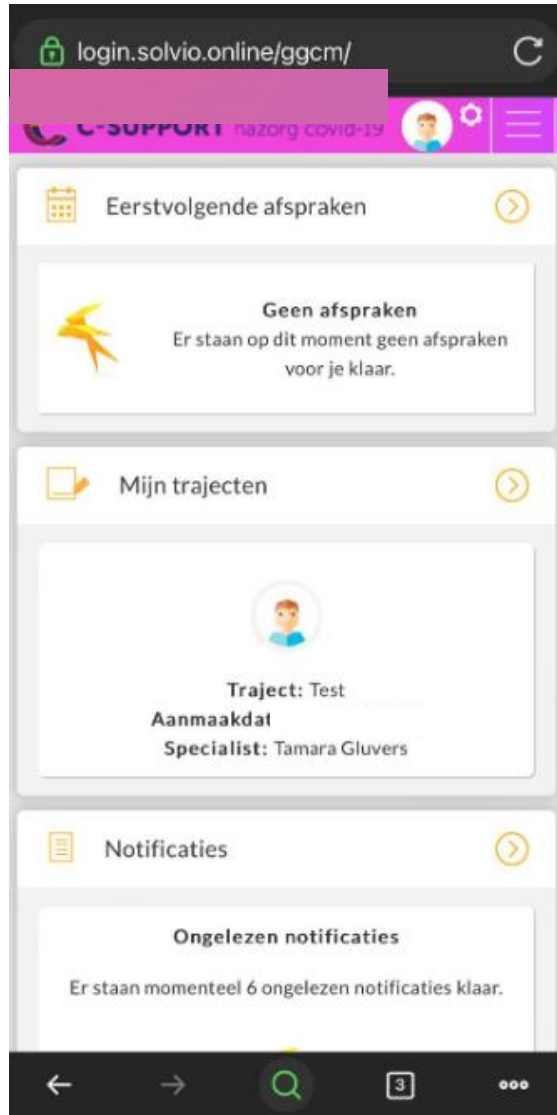 login.solvio.online/ggcm/
C-SUPPORT nazorg covid-19
Eerstvolgende afspraken
Geen afspraken
Er staan op dit moment geen afspraken
voor je klaar.
Mijn trajecten
Traject: Test
Aanmaakdat
Specialist: Tamara Gluvers
Notificaties
Ongelezen notificaties
Er staan momenteel 6 ongelezen notificaties klaar.
3